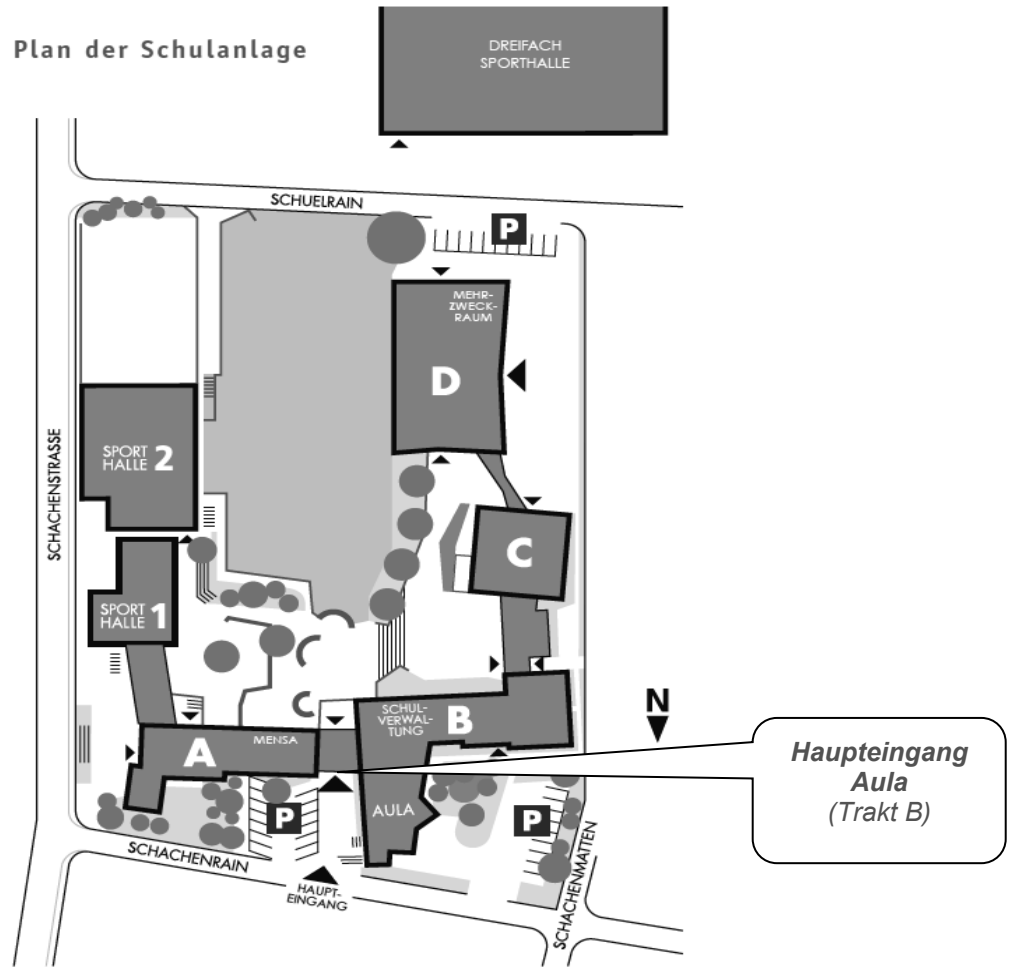 Plan der Schulanlage
DREIFACH
SPORTHALLE
SCHUELRAIN
P
MEHR-
ZWECK-
RAUM
D
SCHACHENSTRASSE
SPORT
HALLE 2
C
SPORT
HALLE 1
SCHUL-
VERWAL-
TUNG
B
N
A
MENSA
Haupteingang
Aula
(Trakt B)
AULA
P
P
SCHACHENRAIN
SCHACHENMATTEN
HAUPT-
EINGANG